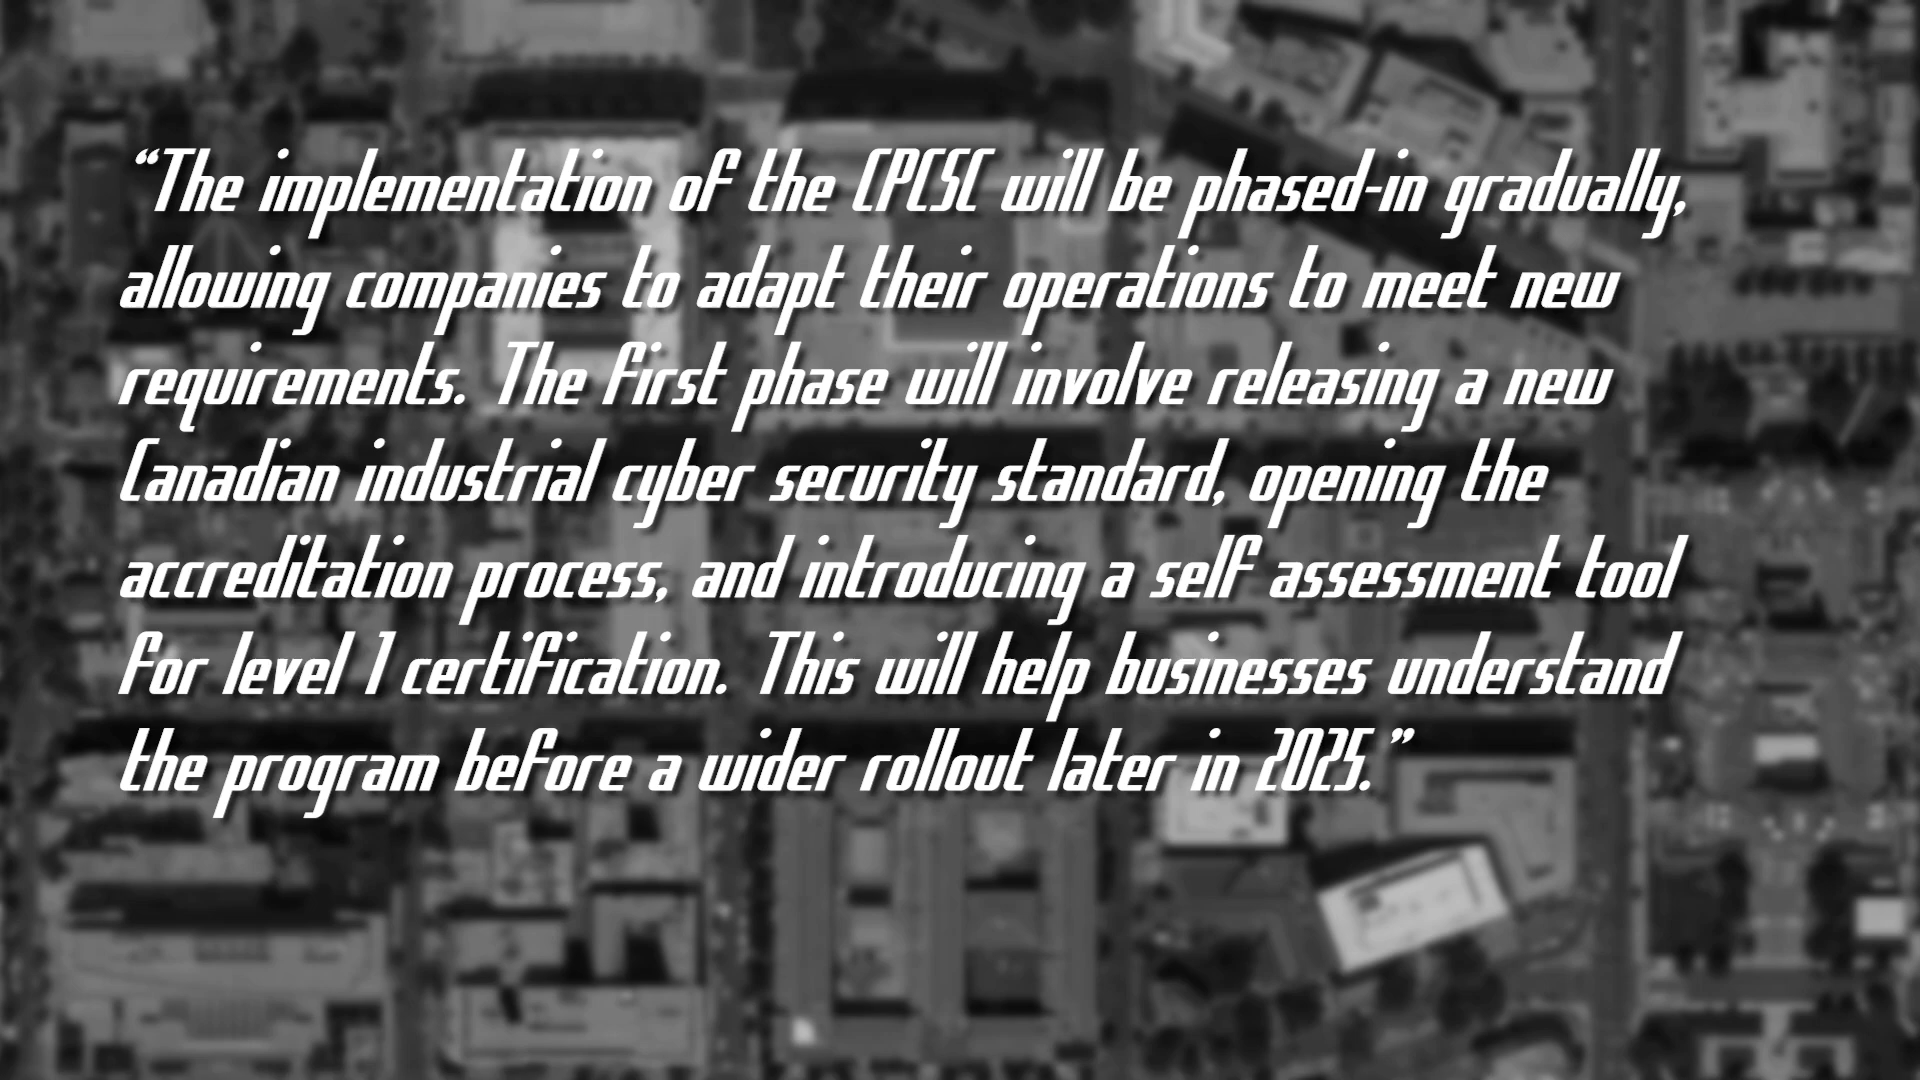 “The implementation of the CPCSC will be phased-in gradually,
allowing companies to adapt their operations to meet new
requirements. The first phase will involve releasing a new
Canadian industrial cyber security standard, opening the
accreditation process, and introducing a self assessment tool
for level 1 certification. This will help businesses understand
the program before a wider rollout later in 2025.”